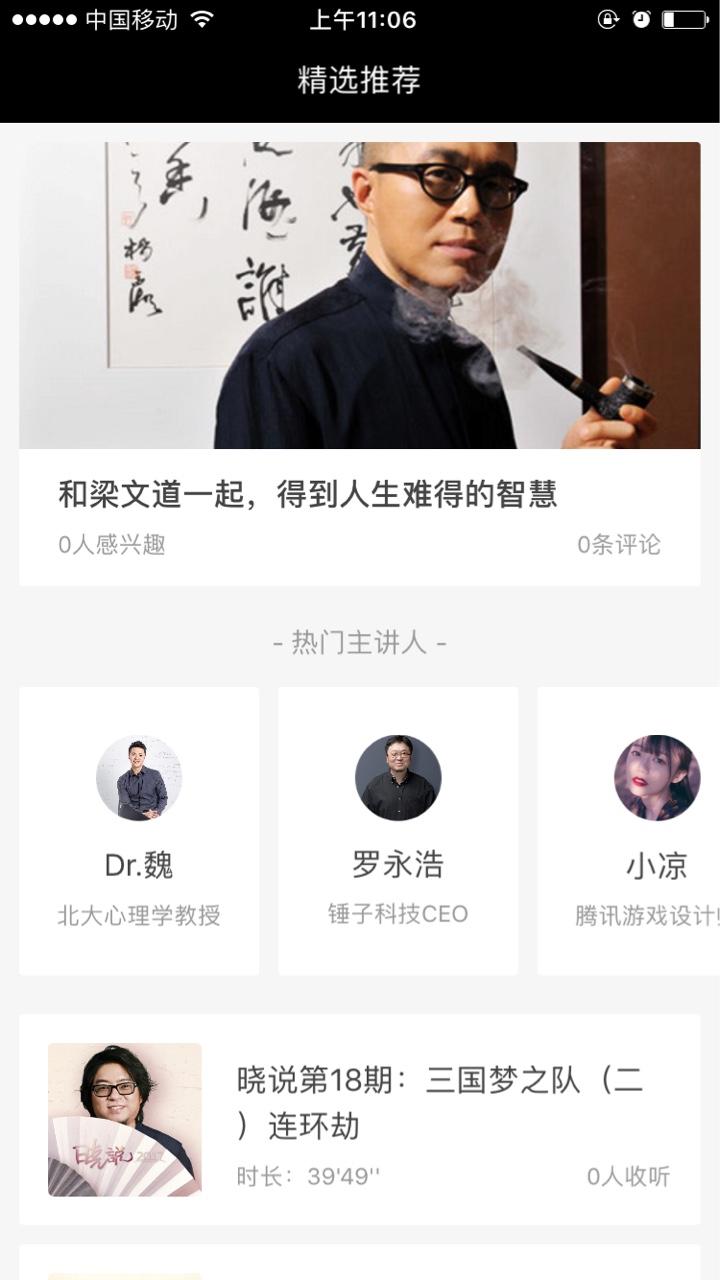 中国移动
上午11:06
精选推荐
和梁文道一起，得到人生难得的智慧
0人感兴趣
0条评论
- 热门主讲人 -
Dr.魏
罗永浩
小凉
北大心理学教授
锤子科技CEO
腾讯游戏设计
晓说第18期：三国梦之队（二
）连环劫
晓説 2017
时长：39'49''
0人收听